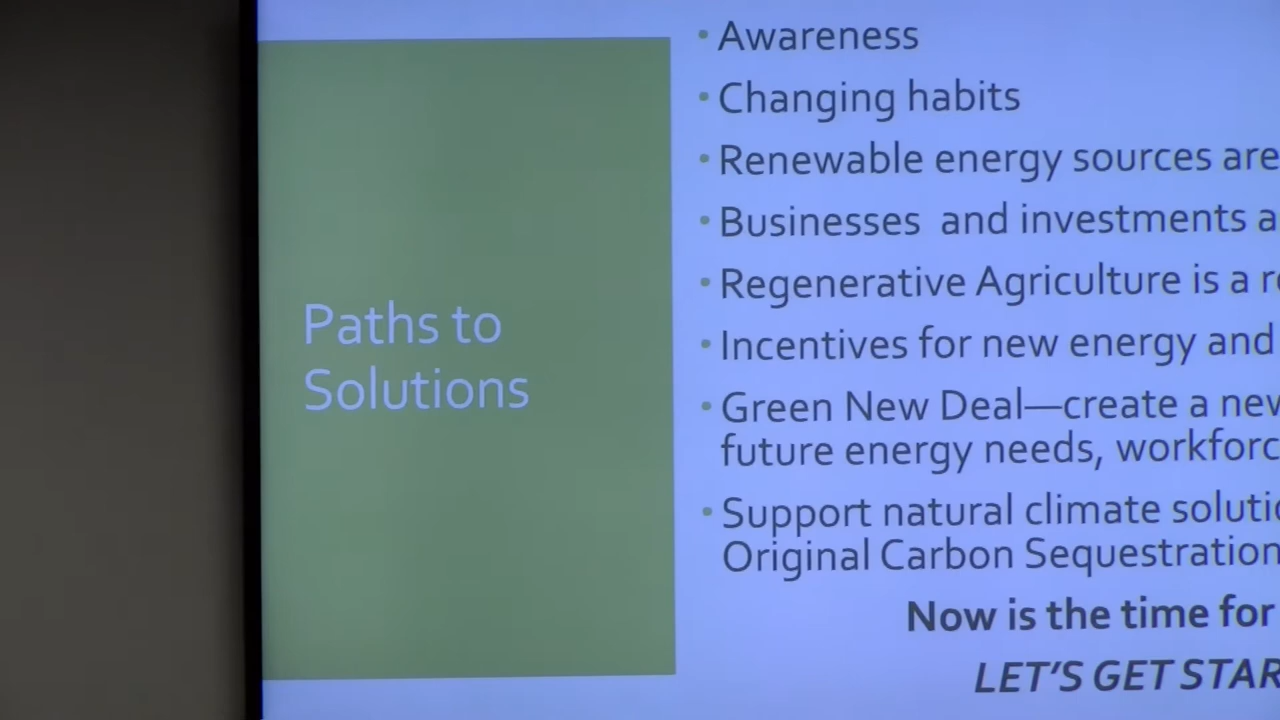 Paths to
Solutions
• Awareness
• Changing habits
• Renewable energy sources are
• Businesses and investments
• Regenerative Agriculture is a
• Incentives for new energy and
• Green New Deal—create a
future energy needs,
• Support natural climate
Original Carbon Sequestration
Now is the time for
LET'S GET